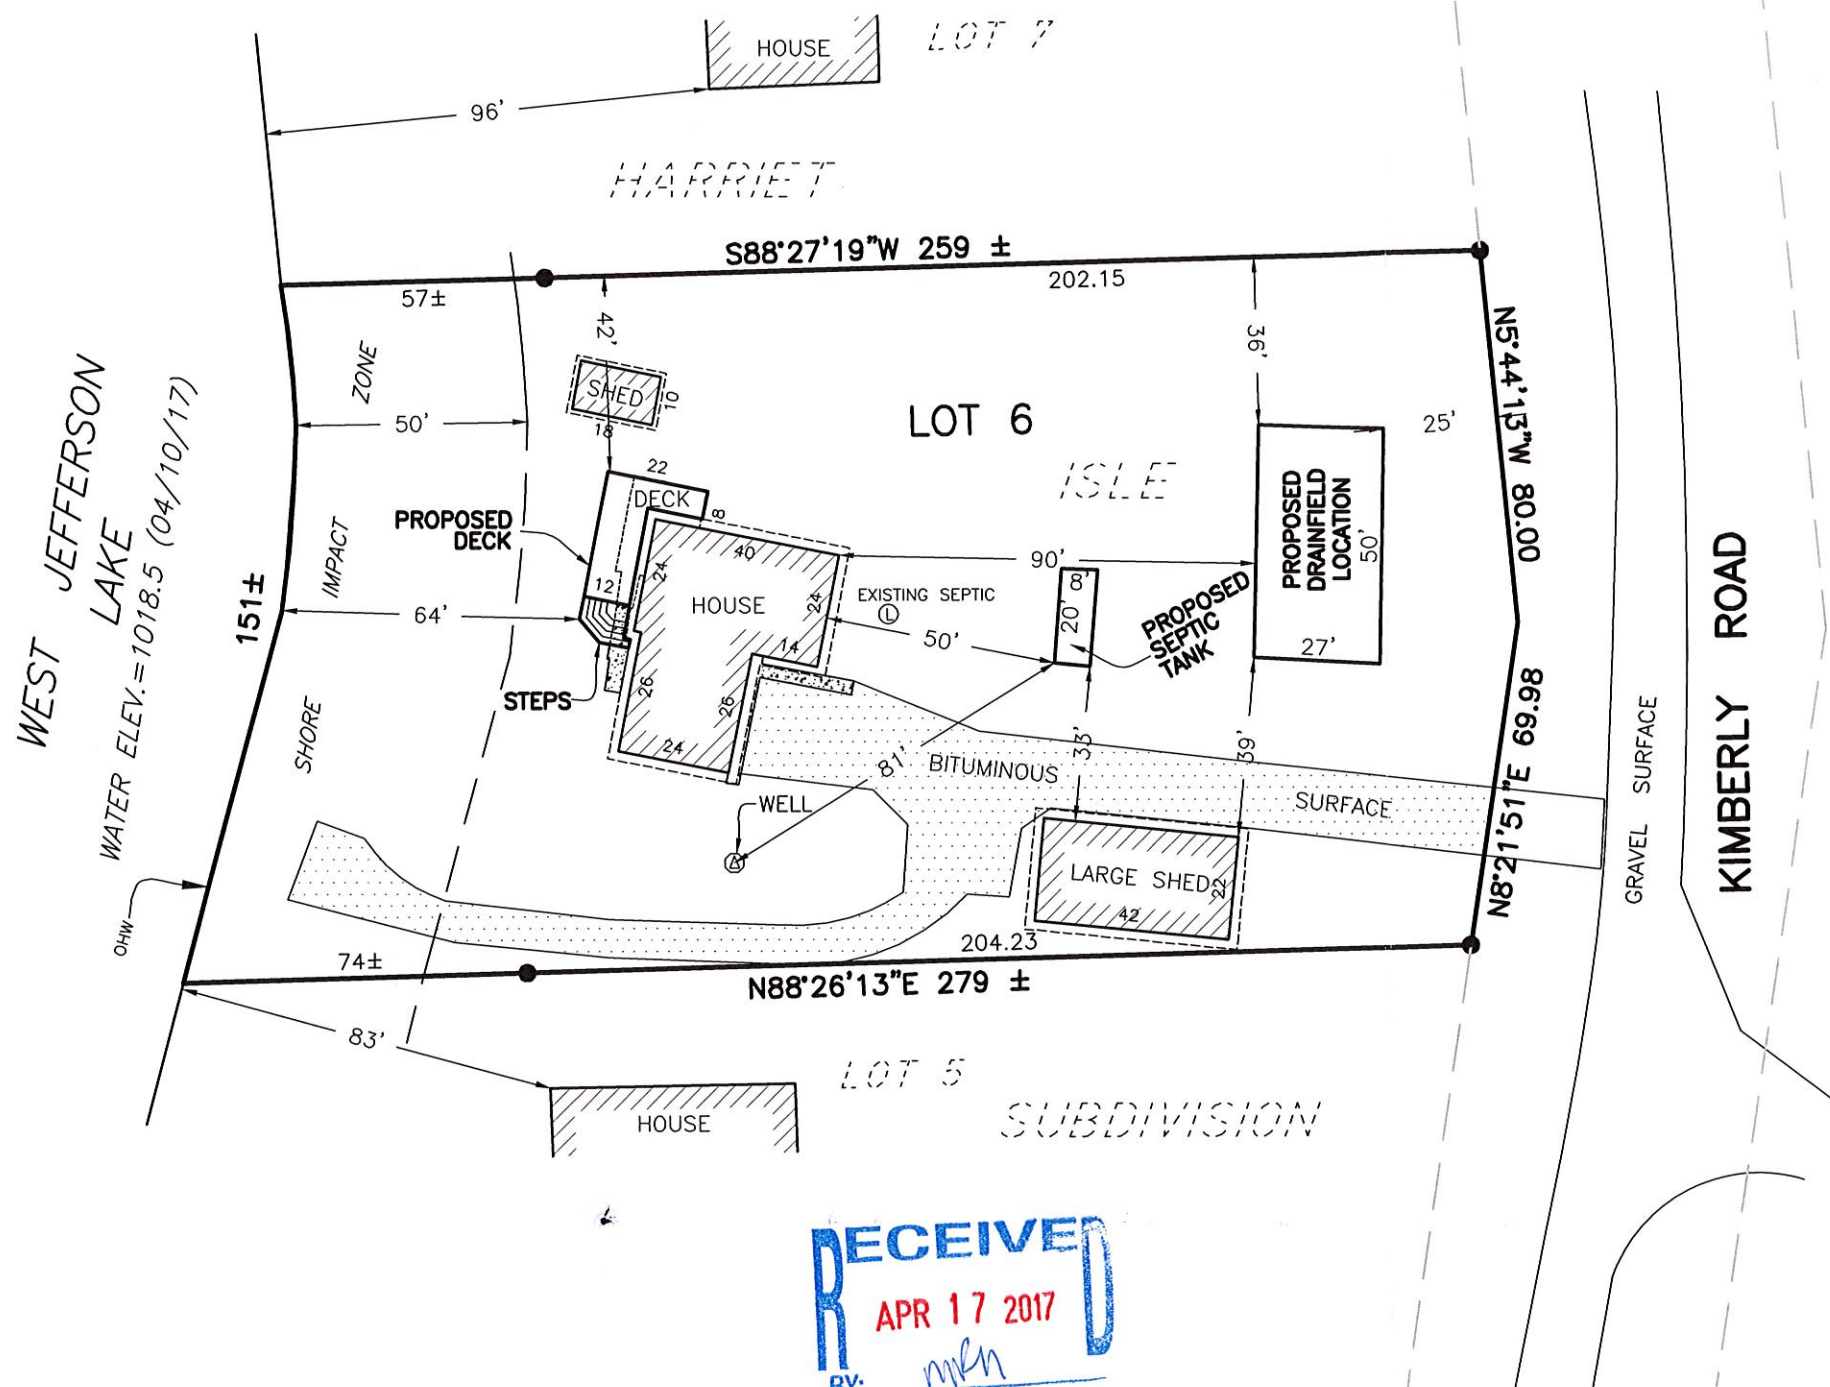 HOUSE
LOT 7
96'
HARRIET
S88°27'19"W 259 ±
57±
202.15
42'
36'
N5°44'13"W 80.00
ZONE
SHED
10
18
50'
LOT 6
25'
WEST JEFFERSON
LAKE
WATER ELEV.=1018.5 (04/10/17)
22
DECK
8
ISLE
PROPOSED
DECK
PROPOSED
DRAINFIELD
LOCATION
50'
27'
IMPACT
40
90'
24
12
HOUSE
24
EXISTING SEPTIC
L
8'
20'
PROPOSED
SEPTIC
TANK
151±
64'
50'
14
STEPS
26
26
24
SHORE
33'
39'
81'
BITUMINOUS
SURFACE
N8°21'51"E 69.98
GRAVEL SURFACE
KIMBERLY ROAD
WELL
LARGE SHED
22
42
OHW
74±
204.23
N88°26'13"E 279 ±
83'
LOT 5
HOUSE
SUBDIVISION
RECEIVED
APR 17 2017
BY: mRh